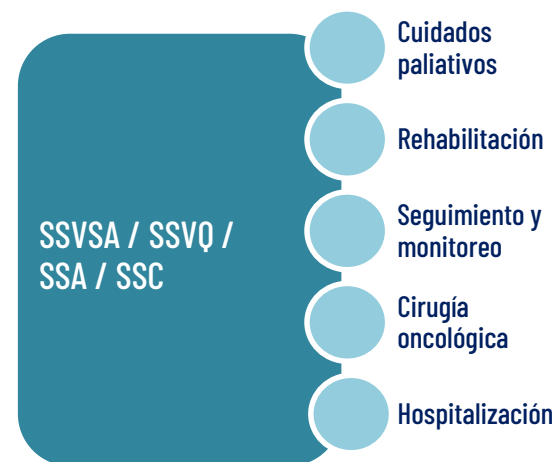 SSVSA / SSVQ /
SSA / SSC
Cuidados
paliativos
Rehabilitación
Seguimiento y
monitoreo
Cirugía
oncológica
Hospitalización